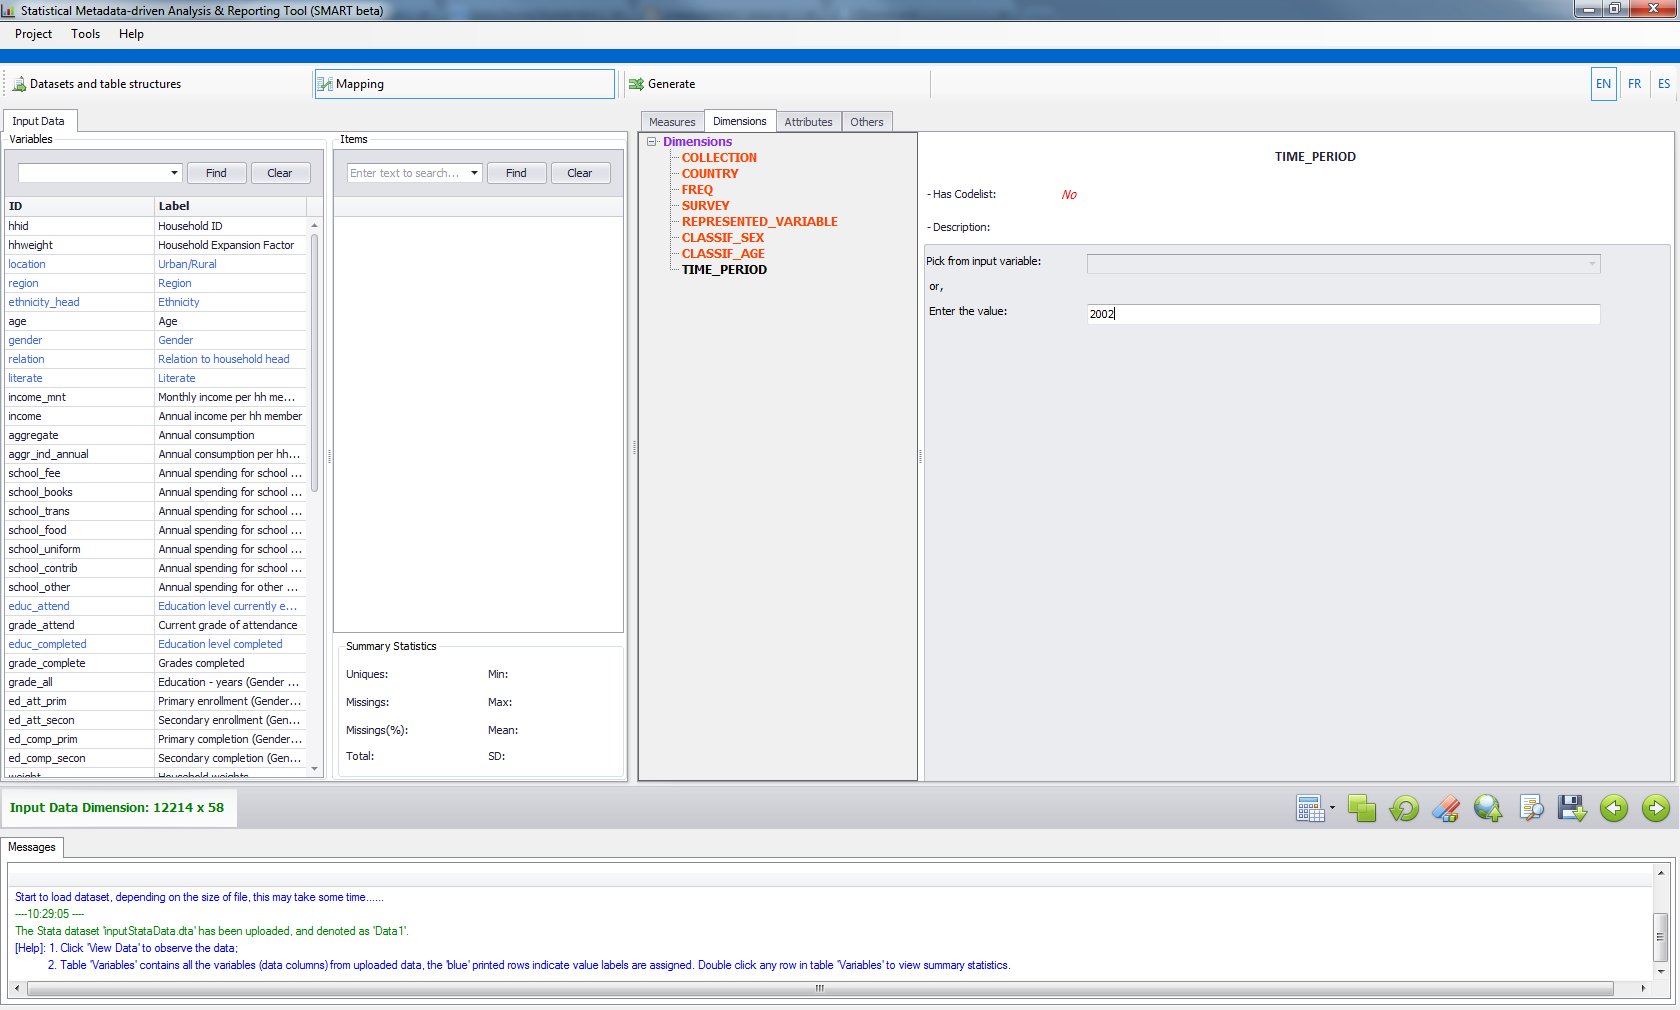 Statistical Metadata-driven Analysis & Reporting Tool (SMART beta)
Project Tools Help
Datasets and table structures
Mapping
Generate
EN FR ES
Input Data
Variables
Find Clear
ID Label
hhid Household ID
hhweight Household Expansion Factor
location Urban/Rural
region Region
ethnicity_head Ethnicity
age Age
gender Gender
relation Relation to household head
literate Literate
income_mnt Monthly income per hh me...
income Annual income per hh member
aggregate Annual consumption
aggr_ind_annual Annual consumption per hh...
school_fee Annual spending for school ...
school_books Annual spending for school ...
school_trans Annual spending for school ...
school_food Annual spending for school ...
school_uniform Annual spending for school ...
school_contrib Annual spending for school ...
school_other Annual spending for other ...
educ_attend Education level currently e...
grade_attend Current grade of attendance
educ_completed Education level completed
grade_complete Grades completed
grade_all Education - years (Gender ...
ed_att_prim Primary enrollment (Gender...
ed_att_secon Secondary enrollment (Gen...
ed_comp_prim Primary completion (Gender...
ed_comp_secon Secondary completion (Gen...
weight Household weights
Items
Enter text to search... Find Clear
Summary Statistics
Uniques: Min:
Missings: Max:
Missings(%): Mean:
Total: SD:
Measures Dimensions Attributes Others
Dimensions
COLLECTION
COUNTRY
FREQ
SURVEY
REPRESENTED_VARIABLE
CLASSIF_SEX
CLASSIF_AGE
TIME_PERIOD
TIME_PERIOD
- Has Codelist: No
- Description:
Pick from input variable:
or,
Enter the value: 2002
Input Data Dimension: 12214 x 58
Messages
Start to load dataset, depending on the size of file, this may take some time......
----10:29:05 ----
The Stata dataset 'inputStataData.dta' has been uploaded, and denoted as 'Data1'.
[Help]: 1. Click 'View Data' to observe the data;
2. Table 'Variables' contains all the variables (data columns) from uploaded data, the 'blue' printed rows indicate value labels are assigned. Double click any row in table 'Variables' to view summary statistics.